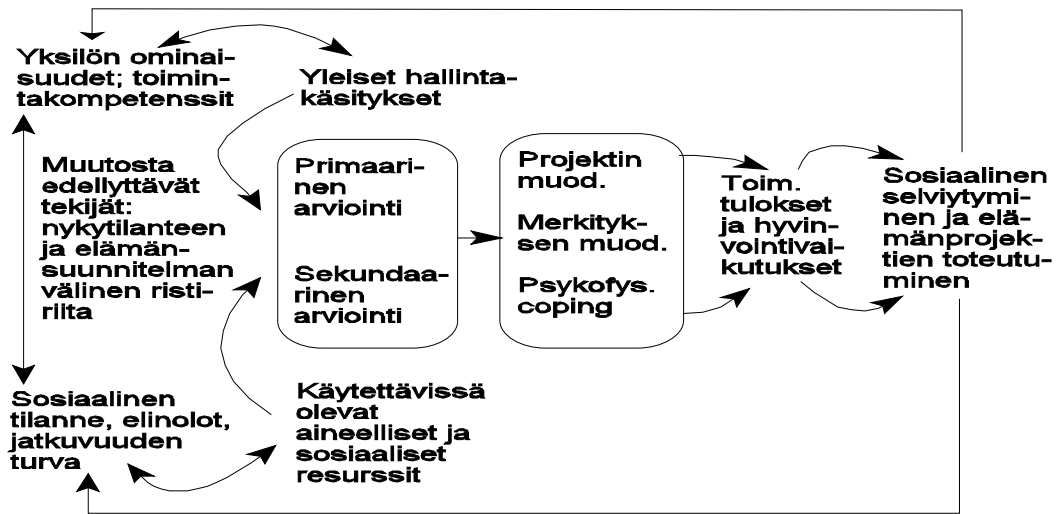 Yksilön ominai-
suudet; toimin-
takompetenssit
Yleiset hallinta-
käsitykset
Muutosta
edellyttävät
tekijät:
nykytilanteen
ja elämän-
suunnitelman
välinen risti-
riita
Primaari-
nen
arviointi
Sekundaa-
rinen
arviointi
Projektin
muod.
Merkityk-
sen muod.
Psykofys.
coping
Toim.
tulokset
ja hyvin-
vointivai-
kutukset
Sosiaalinen
selviytymi-
nen ja elä-
mänprojek-
tien toteutu-
minen
Sosiaalinen
tilanne, elinolot,
jatkuvuuden
turva
Käytettävissä
olevat
aineelliset ja
sosiaaliset
resurssit